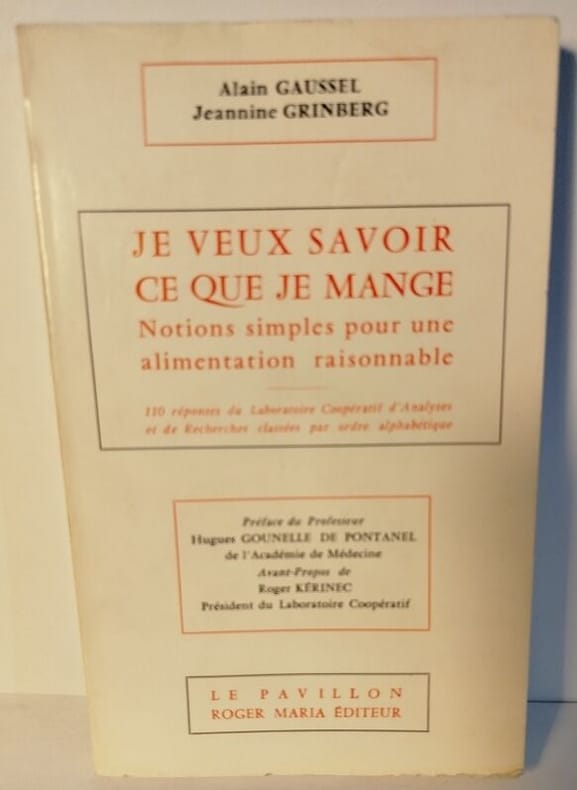 Alain GAUSSEL
Jeannine GRINBERG
JE VEUX SAVOIR
CE QUE JE MANGE
Notions simples pour une
alimentation raisonnable
110 réponses du Laboratoire Coopératif d'Analyses
et de Recherches classées par ordre alphabétique
Préface du Professeur
Hugues GOUNELLE DE PONTANEL
de l'Académie de Médecine
Avant-Propos de
Roger KÉRINEC
Président du Laboratoire Coopératif
LE PAVILLON
ROGER MARIA ÉDITEUR